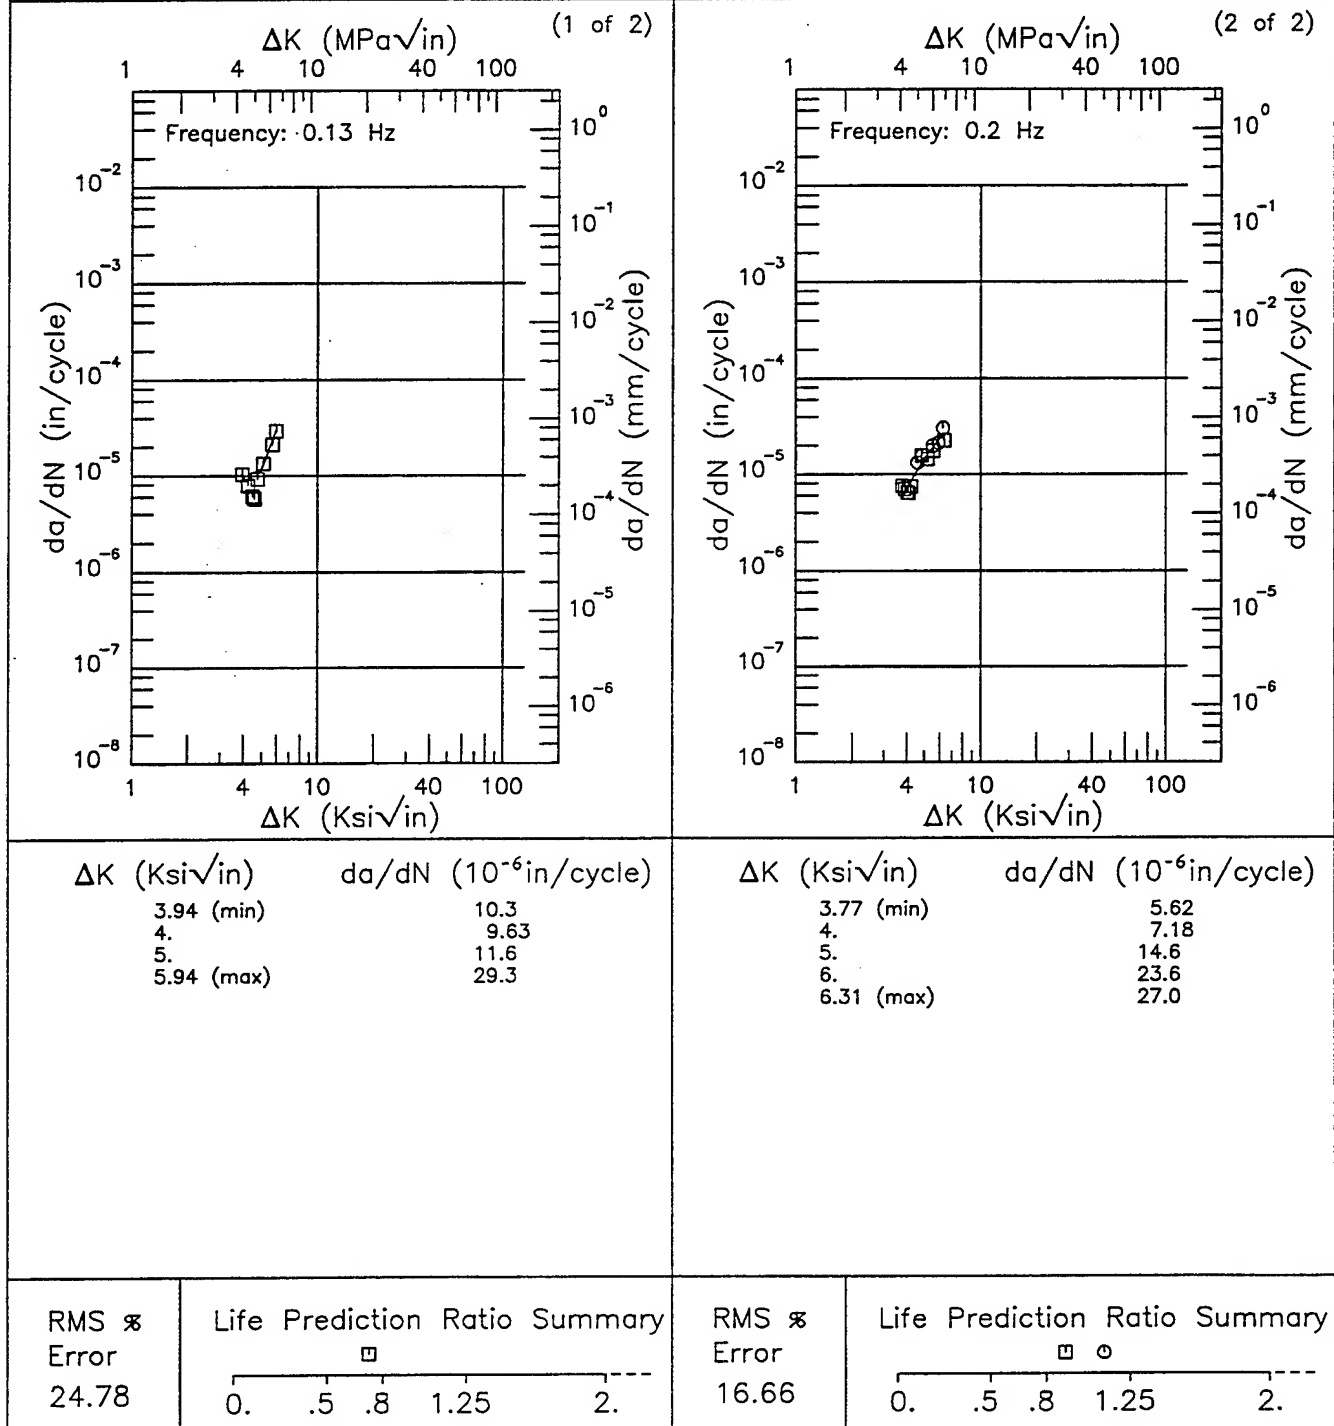 (1 of 2)
ΔK (MPa√in)
1 4 10 40 100
Frequency: 0.13 Hz
da/dN (in/cycle)
10⁻²
10⁻³
10⁻⁴
10⁻⁵
10⁻⁶
10⁻⁷
10⁻⁸
da/dN (mm/cycle)
10⁰
10⁻¹
10⁻²
10⁻³
10⁻⁴
10⁻⁵
10⁻⁶
1 4 10 40 100
ΔK (Ksi√in)
ΔK (Ksi√in) da/dN (10⁻⁶in/cycle)
3.94 (min) 10.3
4. 9.63
5. 11.6
5.94 (max) 29.3
RMS %
Error
24.78
Life Prediction Ratio Summary
0. .5 .8 1.25 2.
(2 of 2)
ΔK (MPa√in)
1 4 10 40 100
Frequency: 0.2 Hz
da/dN (in/cycle)
10⁻²
10⁻³
10⁻⁴
10⁻⁵
10⁻⁶
10⁻⁷
10⁻⁸
da/dN (mm/cycle)
10⁰
10⁻¹
10⁻²
10⁻³
10⁻⁴
10⁻⁵
10⁻⁶
1 4 10 40 100
ΔK (Ksi√in)
ΔK (Ksi√in) da/dN (10⁻⁶in/cycle)
3.77 (min) 5.62
4. 7.18
5. 14.6
6. 23.6
6.31 (max) 27.0
RMS %
Error
16.66
Life Prediction Ratio Summary
0. .5 .8 1.25 2.